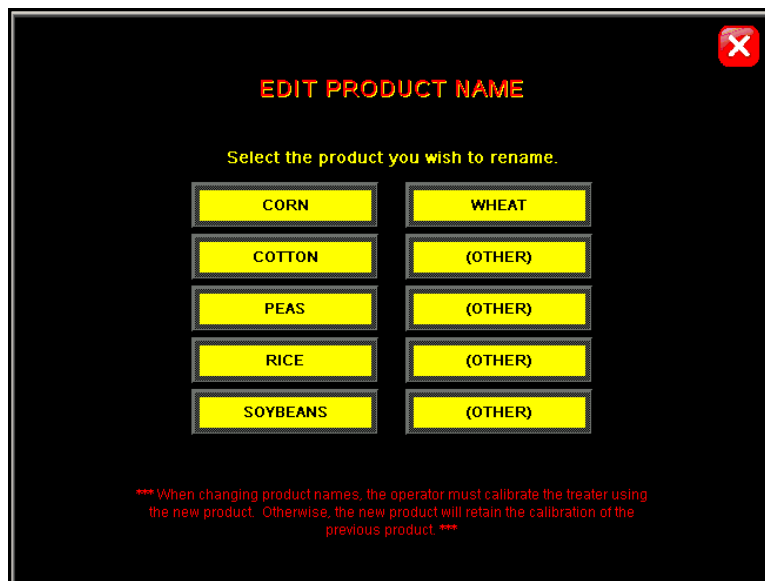 EDIT PRODUCT NAME
Select the product you wish to rename.
CORN
WHEAT
COTTON
(OTHER)
PEAS
(OTHER)
RICE
(OTHER)
SOYBEANS
(OTHER)
*** When changing product names, the operator must calibrate the treater using
the new product.  Otherwise, the new product will retain the calibration of the
previous product. ***